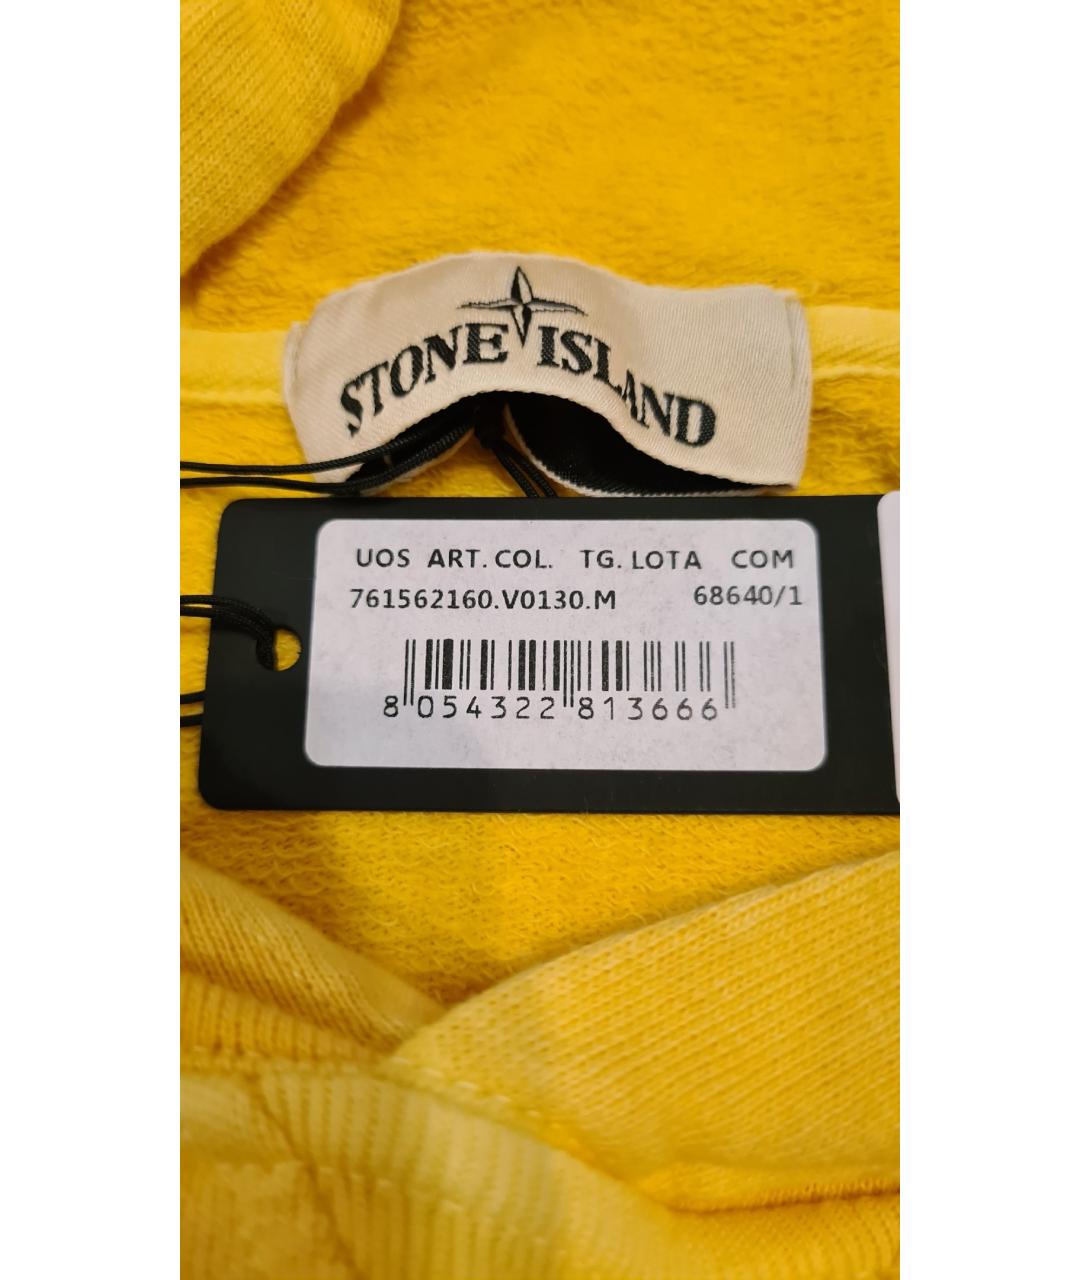 STONE ISLAND
UOS ART. COL. TG. LOTA COM
761562160.V0130.M 68640/1
8 054322 813666